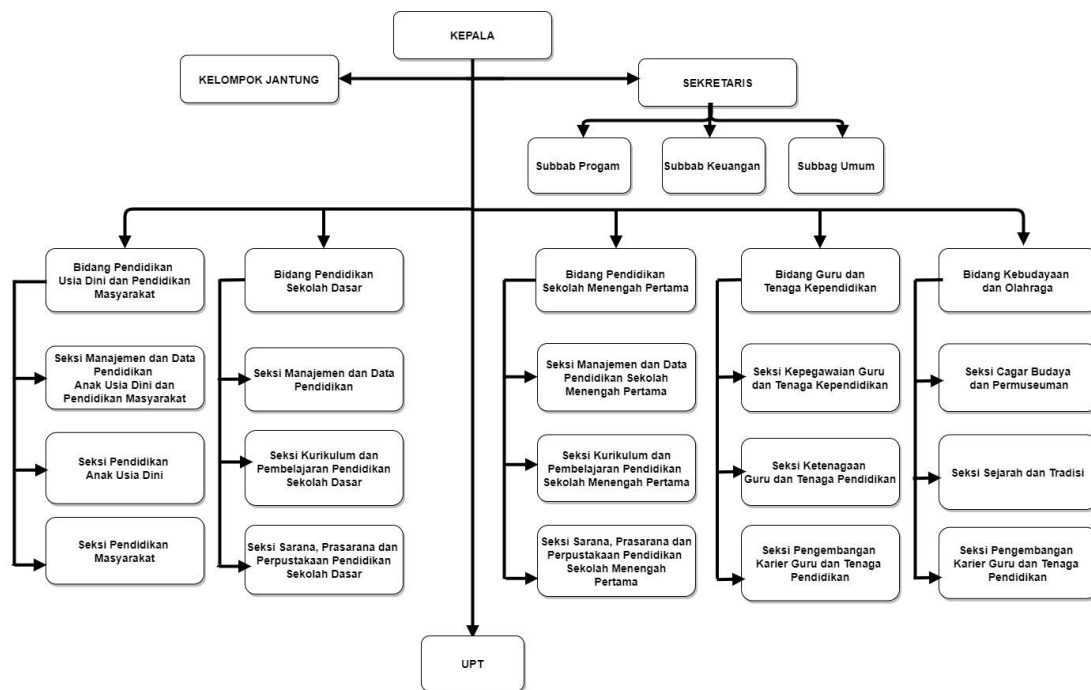 KEPALA
KELOMPOK JANTUNG
SEKRETARIS
Subbab Progam
Subbab Keuangan
Subbag Umum
Bidang Pendidikan
Usia Dini dan Pendidikan
Masyarakat
Bidang Pendidikan
Sekolah Dasar
Bidang Pendidikan
Sekolah Menengah Pertama
Bidang Guru dan
Tenaga Kependidikan
Bidang Kebudayaan
dan Olahraga
Seksi Manajemen dan Data
Pendidikan
Anak Usia Dini dan
Pendidikan Masyarakat
Seksi Manajemen dan Data
Pendidikan
Seksi Manajemen dan Data
Pendidikan Sekolah
Menengah Pertama
Seksi Kepegawaian Guru
dan Tenaga Kependidikan
Seksi Cagar Budaya
dan Permuseuman
Seksi Pendidikan
Anak Usia Dini
Seksi Kurikulum dan
Pembelajaran Pendidikan
Sekolah Dasar
Seksi Kurikulum dan
Pembelajaran Pendidikan
Sekolah Menengah Pertama
Seksi Ketenagaan
Guru dan Tenaga Pendidikan
Seksi Sejarah dan Tradisi
Seksi Pendidikan
Masyarakat
Seksi Sarana, Prasarana dan
Perpustakaan Pendidikan
Sekolah Dasar
Seksi Sarana, Prasarana dan
Perpustakaan Pendidikan
Sekolah Menengah
Pertama
Seksi Pengembangan
Karier Guru dan Tenaga
Pendidikan
Seksi Pengembangan
Karier Guru dan Tenaga
Pendidikan
UPT